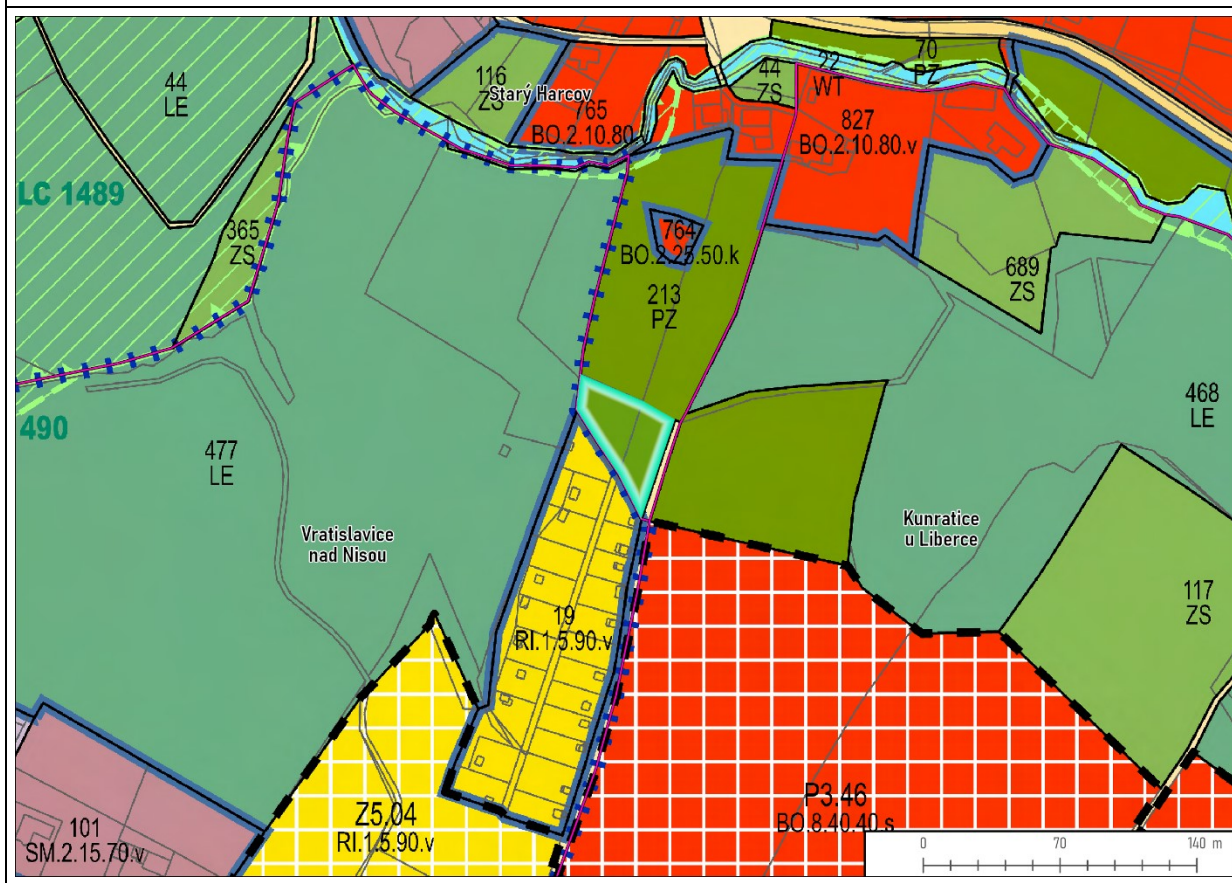 44
LE
116
ZS
Starý Harcov
765
BO.2.10.80.v
44
ZS
22
WT
70
PZ
827
BO.2.10.80.v
LC 1489
365
ZS
764
BO.2.25.50.k
213
PZ
689
ZS
490
477
LE
468
LE
Vratislavice
nad Nisou
Kunratice
u Liberce
117
ZS
19
RI.1.5.90.v
Z5.04
RI.1.5.90.v
P3.46
BO.8.40.40.s
101
SM.2.15.70.v
0 70 140 m